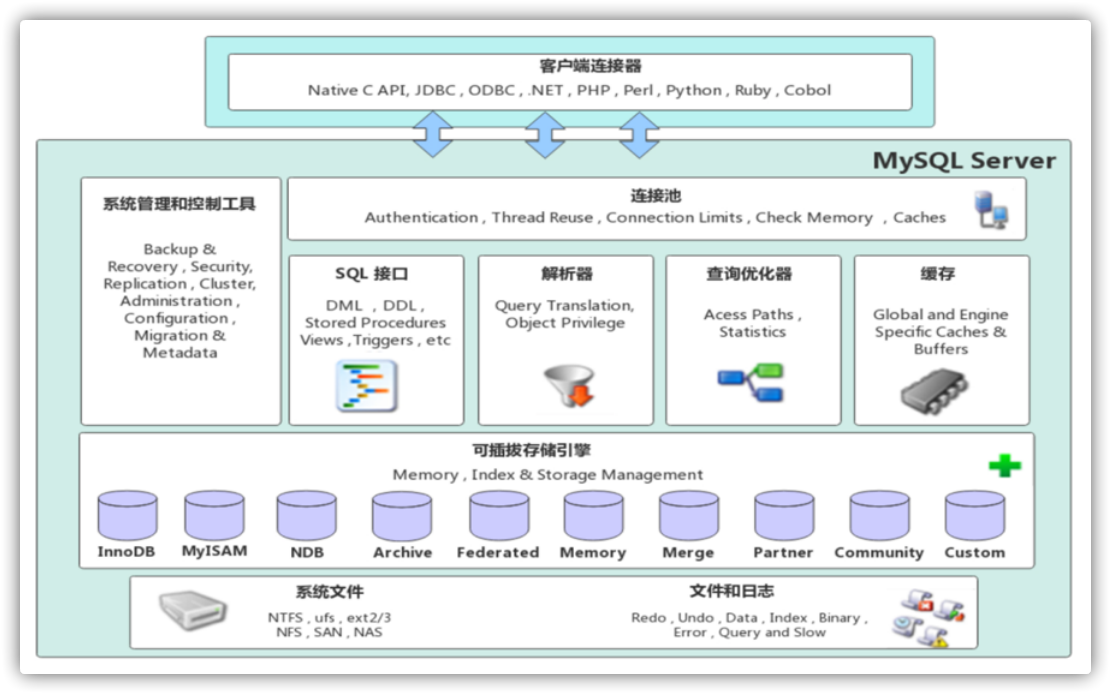 客户端连接器
Native C API, JDBC , ODBC , .NET , PHP , Perl , Python , Ruby , Cobol
MySQL Server
系统管理和控制工具
Backup &
Recovery , Security,
Replication , Cluster,
Administration ,
Configuration ,
Migration &
Metadata
连接池
Authentication , Thread Reuse , Connection Limits , Check Memory , Caches
SQL 接口
DML , DDL ,
Stored Procedures
Views ,Triggers , etc
解析器
Query Translation,
Object Privilege
查询优化器
Acess Paths ,
Statistics
缓存
Global and Engine
Specific Caches &
Buffers
可插拔存储引擎
Memory , Index & Storage Management
InnoDB
MyISAM
NDB
Archive
Federated
Memory
Merge
Partner
Community
Custom
系统文件
NTFS , ufs , ext2/3
NFS , SAN , NAS
文件和日志
Redo , Undo , Data , Index , Binary ,
Error , Query and Slow